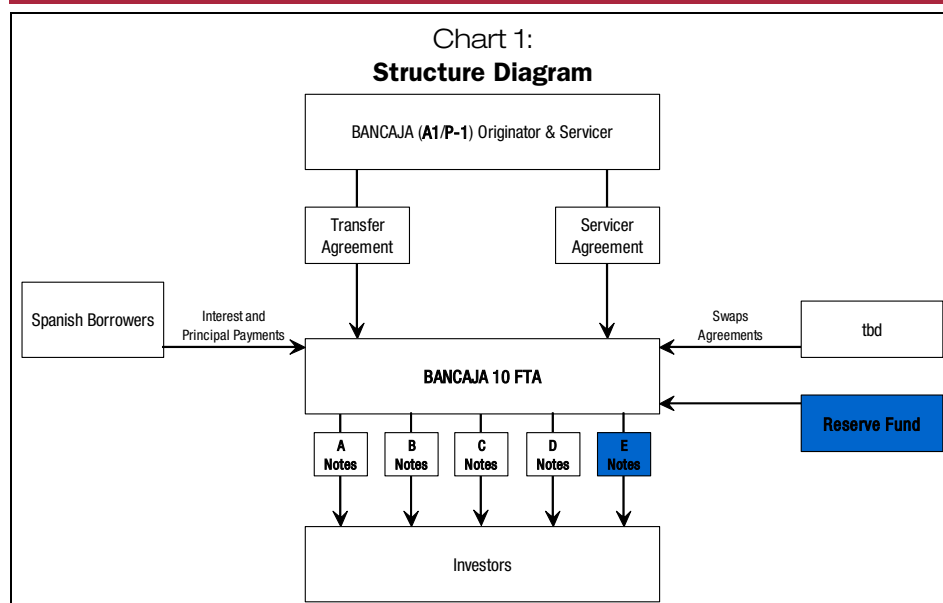 Chart 1:
Structure Diagram
BANCAJA (A1/P-1) Originator & Servicer
Transfer
Agreement
Servicer
Agreement
Spanish Borrowers
Interest and
Principal Payments
Swaps
Agreements
tbd
BANCAJA 10 FTA
Reserve Fund
A
Notes
B
Notes
C
Notes
D
Notes
E
Notes
Investors